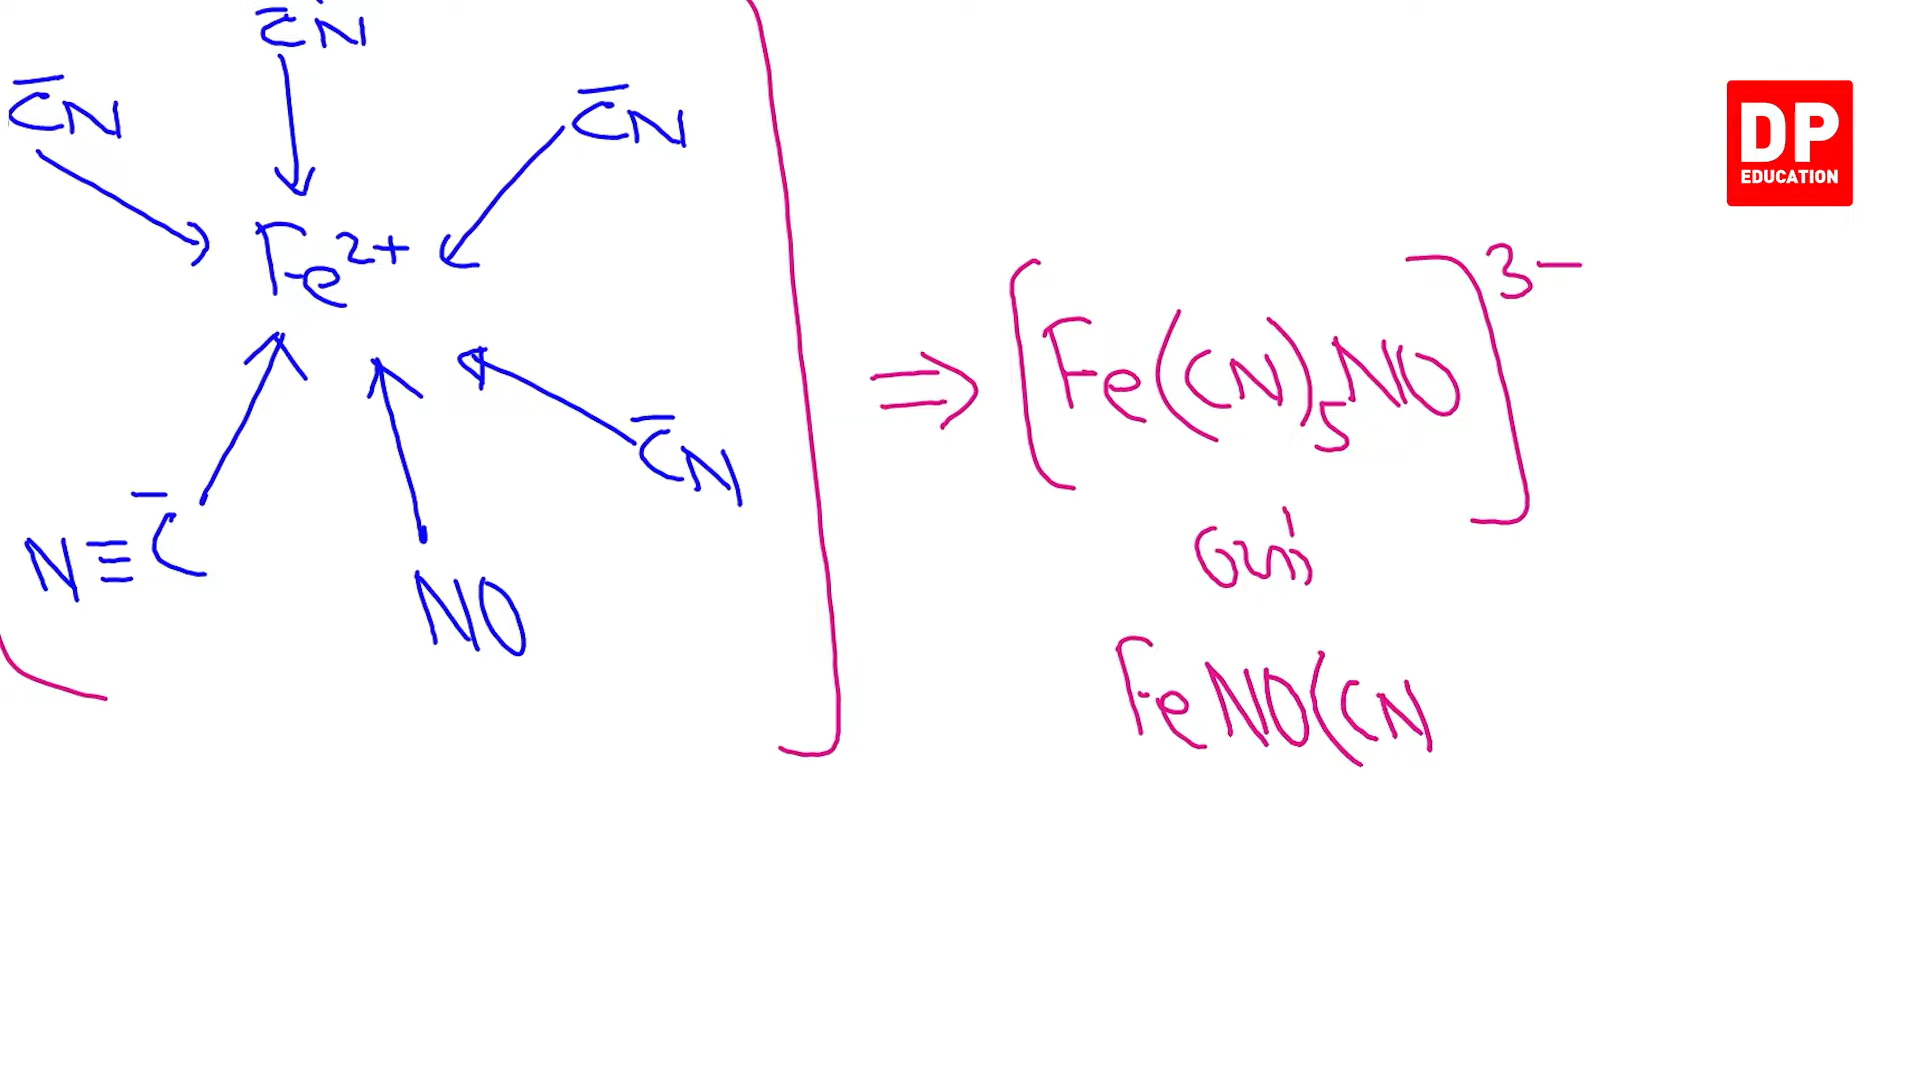 C̄N
C̄N
C̄N
Fe²⁺
C̄N
N≡C̄
NO
⇒ [Fe(CN)₅NO]³⁻
FeNO(CN
DP
EDUCATION